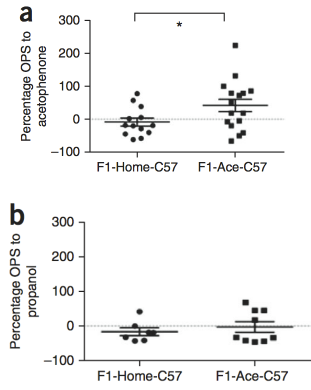 a
Percentage OPS to
acetophenone
300
200
100
0
−100
*
F1-Home-C57
F1-Ace-C57
b
Percentage OPS to
propanol
300
200
100
0
−100
F1-Home-C57
F1-Ace-C57